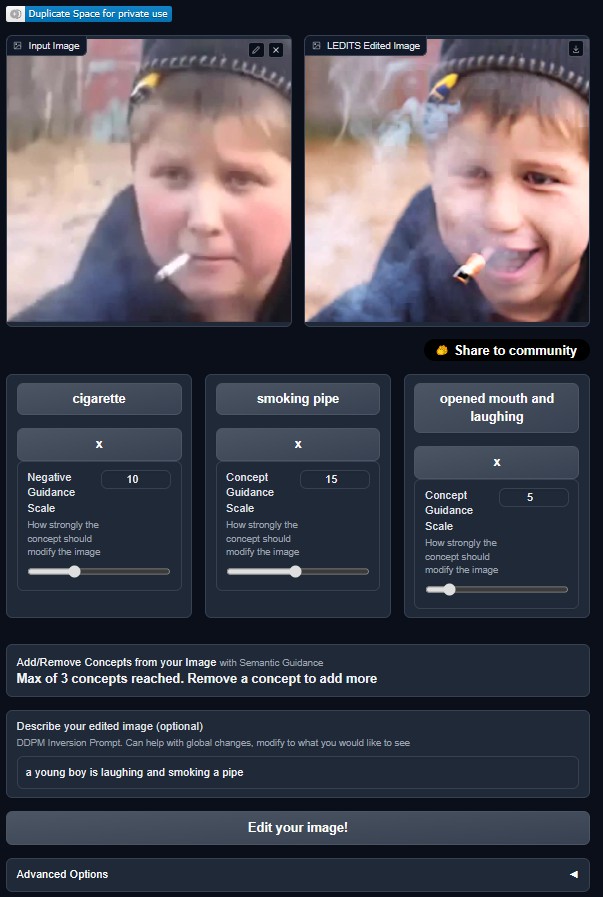 Duplicate Space for private use
Input Image
LEDITS Edited Image
Share to community
cigarette
x
Negative
Guidance
Scale
10
How strongly the
concept should
modify the image
smoking pipe
x
Concept
Guidance
Scale
15
How strongly the
concept should
modify the image
opened mouth and
laughing
x
Concept
Guidance
Scale
5
How strongly the
concept should
modify the image
Add/Remove Concepts from your Image with Semantic Guidance
Max of 3 concepts reached. Remove a concept to add more
Describe your edited image (optional)
DDPM Inversion Prompt. Can help with global changes, modify to what you would like to see
a young boy is laughing and smoking a pipe
Edit your image!
Advanced Options